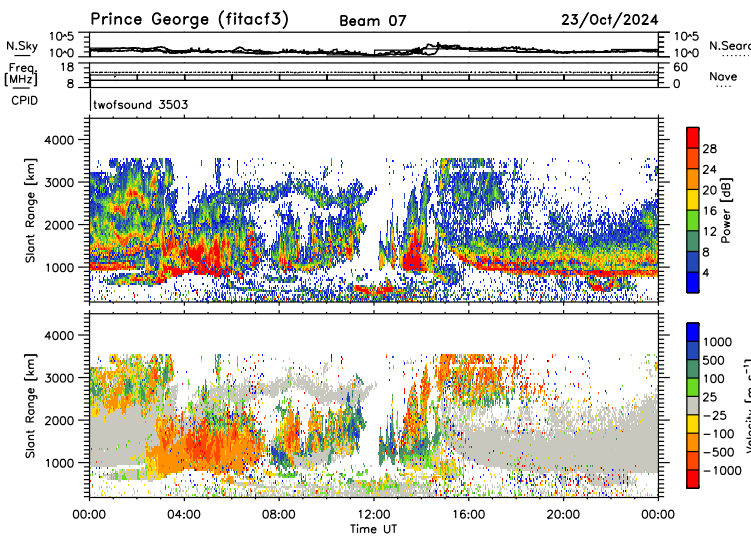 Prince George (fitacf3) Beam 07 23/Oct/2024
N.Sky 10^5 10^0 10^5 10^0 N.Sear
Freq [MHz] 18 8 60 0 Nave
CPID twofsound 3503
Slant Range [km] 4000 3000 2000 1000
Power [dB] 28 24 20 16 12 8 4
Slant Range [km] 4000 3000 2000 1000
1000 500 100 25 -25 -100 -500 -1000
00:00 04:00 08:00 12:00 16:00 20:00 00:00
Time UT